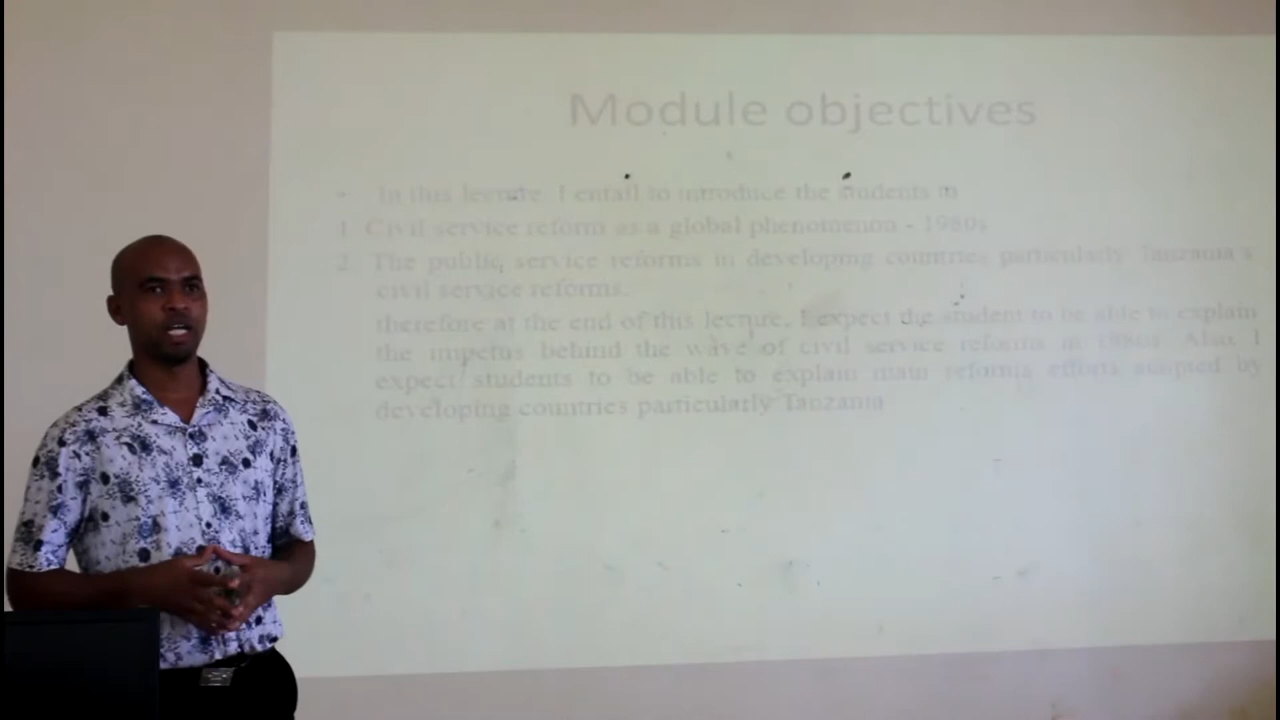 Module objectives
• In this lecture, I entail to introduce the students in
1. Civil service reform as a global phenomenon - 1980s
2. The public service reforms in developing countries particularly Tanzania's
civil service reforms.
therefore at the end of this lecture, I expect the student to be able to explain
the impetus behind the wave of civil service reforms in 1980s. Also, I
expect students to be able to explain main reforms efforts adopted by
developing countries particularly Tanzania